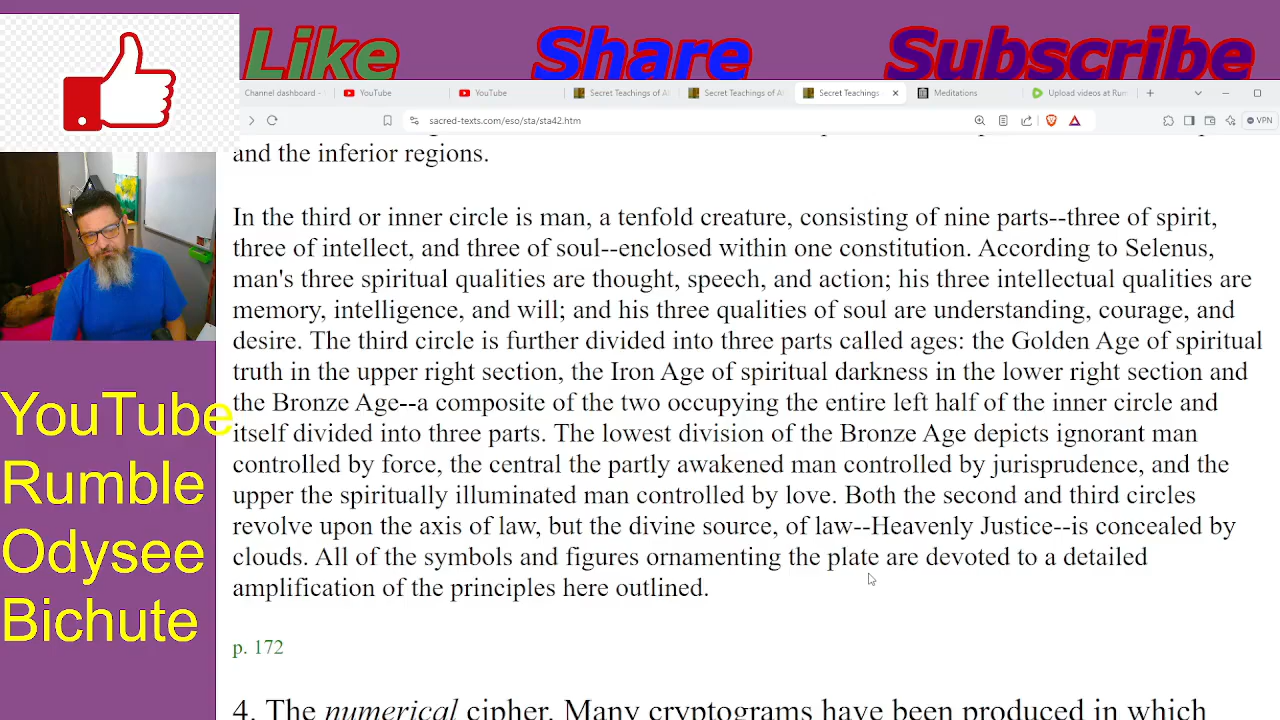 Like Share Subscribe
Channel dashboard - YouTube YouTube Secret Teachings of A Secret Teachings of A Secret Teachings Meditations Upload videos at Rum
sacred-texts.com/eso/sta/sta42.htm VPN
and the inferior regions.
In the third or inner circle is man, a tenfold creature, consisting of nine parts--three of spirit,
three of intellect, and three of soul--enclosed within one constitution. According to Selenus,
man's three spiritual qualities are thought, speech, and action; his three intellectual qualities are
memory, intelligence, and will; and his three qualities of soul are understanding, courage, and
desire. The third circle is further divided into three parts called ages: the Golden Age of spiritual
truth in the upper right section, the Iron Age of spiritual darkness in the lower right section and
the Bronze Age--a composite of the two occupying the entire left half of the inner circle and
itself divided into three parts. The lowest division of the Bronze Age depicts ignorant man
controlled by force, the central the partly awakened man controlled by jurisprudence, and the
upper the spiritually illuminated man controlled by love. Both the second and third circles
revolve upon the axis of law, but the divine source, of law--Heavenly Justice--is concealed by
clouds. All of the symbols and figures ornamenting the plate are devoted to a detailed
amplification of the principles here outlined.
p. 172
4. The numerical cipher. Many cryptograms have been produced in which
YouTube
Rumble
Odysee
Bichute